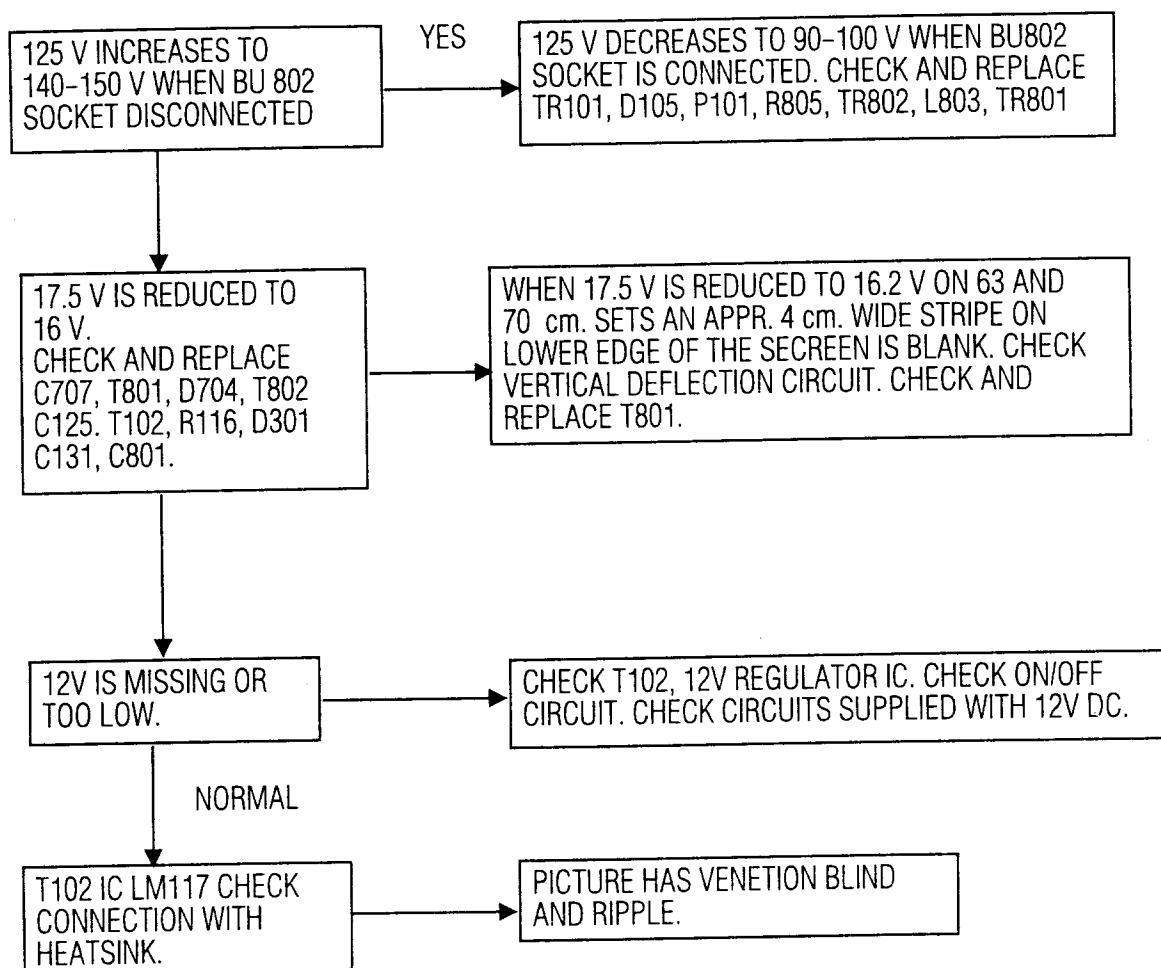 125 V INCREASES TO
140-150 V WHEN BU 802
SOCKET DISCONNECTED
YES
125 V DECREASES TO 90-100 V WHEN BU802
SOCKET IS CONNECTED. CHECK AND REPLACE
TR101, D105, P101, R805, TR802, L803, TR801
17.5 V IS REDUCED TO
16 V.
CHECK AND REPLACE
C707, T801, D704, T802
C125. T102, R116, D301
C131, C801.
WHEN 17.5 V IS REDUCED TO 16.2 V ON 63 AND
70 cm. SETS AN APPR. 4 cm. WIDE STRIPE ON
LOWER EDGE OF THE SECREEN IS BLANK. CHECK
VERTICAL DEFLECTION CIRCUIT. CHECK AND
REPLACE T801.
12V IS MISSING OR
TOO LOW.
CHECK T102, 12V REGULATOR IC. CHECK ON/OFF
CIRCUIT. CHECK CIRCUITS SUPPLIED WITH 12V DC.
NORMAL
T102 IC LM117 CHECK
CONNECTION WITH
HEATSINK.
PICTURE HAS VENETION BLIND
AND RIPPLE.